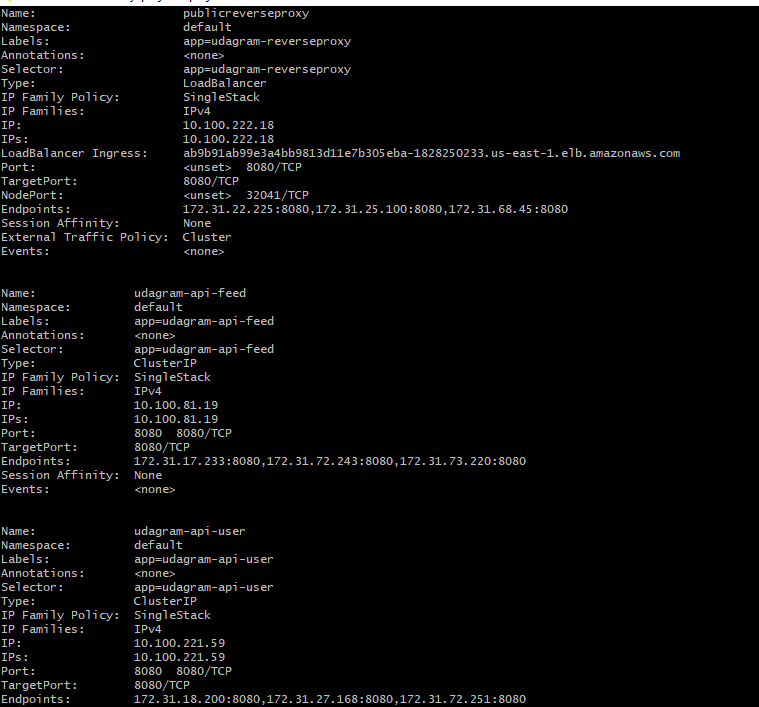 Name:                     publicreverseproxy
Namespace:                default
Labels:                   app=udagram-reverseproxy
Annotations:              <none>
Selector:                 app=udagram-reverseproxy
Type:                     LoadBalancer
IP Family Policy:         SingleStack
IP Families:              IPv4
IP:                       10.100.222.18
IPs:                      10.100.222.18
LoadBalancer Ingress:     ab9b91ab99e3a4bb9813d11e7b305eba-1828250233.us-east-1.elb.amazonaws.com
Port:                     <unset>  8080/TCP
TargetPort:               8080/TCP
NodePort:                 <unset>  32041/TCP
Endpoints:                172.31.22.225:8080,172.31.25.100:8080,172.31.68.45:8080
Session Affinity:         None
External Traffic Policy:  Cluster
Events:                   <none>
Name:              udagram-api-feed
Namespace:         default
Labels:            app=udagram-api-feed
Annotations:       <none>
Selector:          app=udagram-api-feed
Type:              ClusterIP
IP Family Policy:  SingleStack
IP Families:       IPv4
IP:                10.100.81.19
IPs:               10.100.81.19
Port:              8080  8080/TCP
TargetPort:        8080/TCP
Endpoints:         172.31.17.233:8080,172.31.72.243:8080,172.31.73.220:8080
Session Affinity:  None
Events:            <none>
Name:              udagram-api-user
Namespace:         default
Labels:            app=udagram-api-user
Annotations:       <none>
Selector:          app=udagram-api-user
Type:              ClusterIP
IP Family Policy:  SingleStack
IP Families:       IPv4
IP:                10.100.221.59
IPs:               10.100.221.59
Port:              8080  8080/TCP
TargetPort:        8080/TCP
Endpoints:         172.31.18.200:8080,172.31.27.168:8080,172.31.72.251:8080